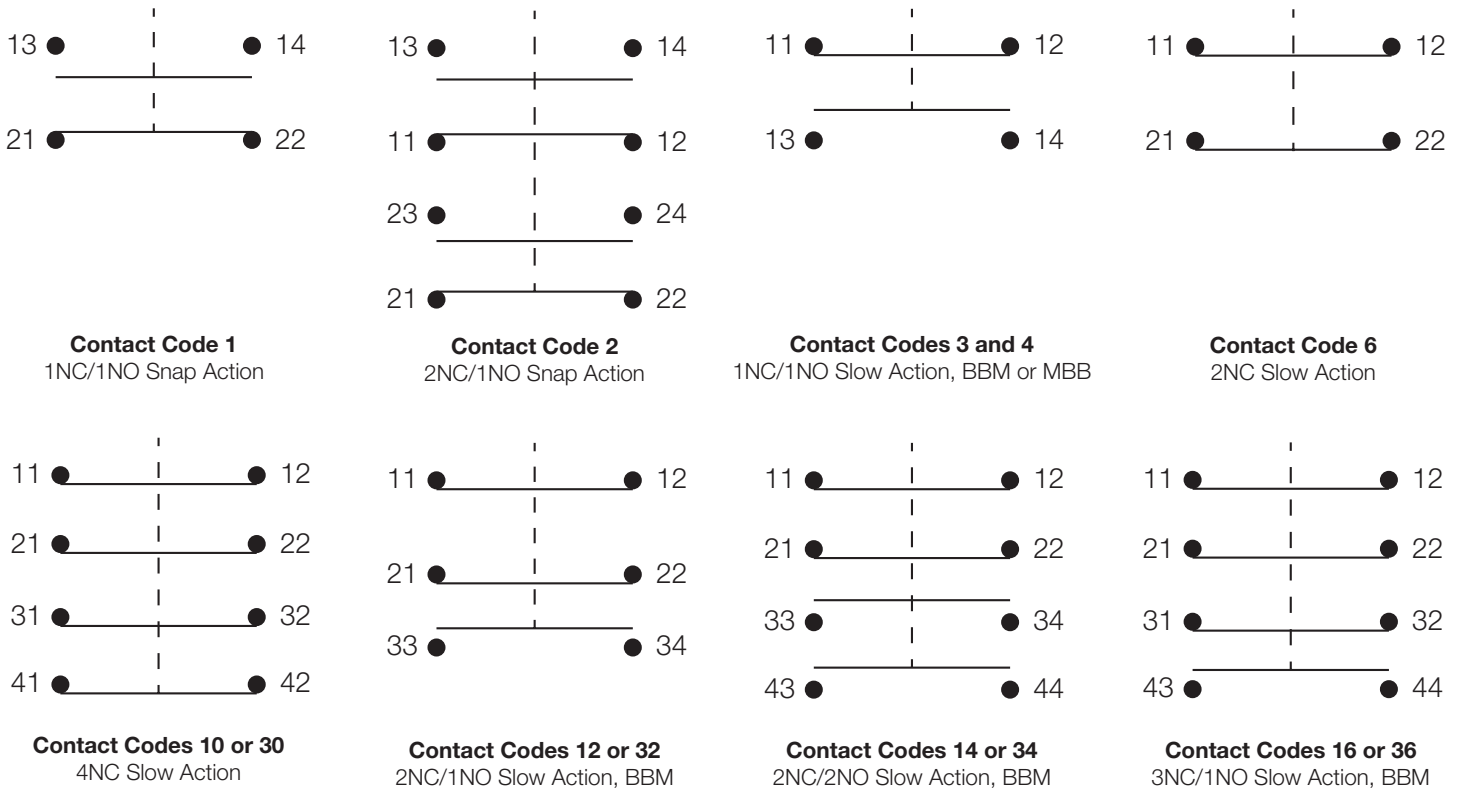 13 14
21 22
Contact Code 1
1NC/1NO Snap Action
13 14
11 12
23 24
21 22
Contact Code 2
2NC/1NO Snap Action
11 12
13 14
Contact Codes 3 and 4
1NC/1NO Slow Action, BBM or MBB
11 12
21 22
Contact Code 6
2NC Slow Action
11 12
21 22
31 32
41 42
Contact Codes 10 or 30
4NC Slow Action
11 12
21 22
33 34
Contact Codes 12 or 32
2NC/1NO Slow Action, BBM
11 12
21 22
33 34
43 44
Contact Codes 14 or 34
2NC/2NO Slow Action, BBM
11 12
21 22
31 32
43 44
Contact Codes 16 or 36
3NC/1NO Slow Action, BBM